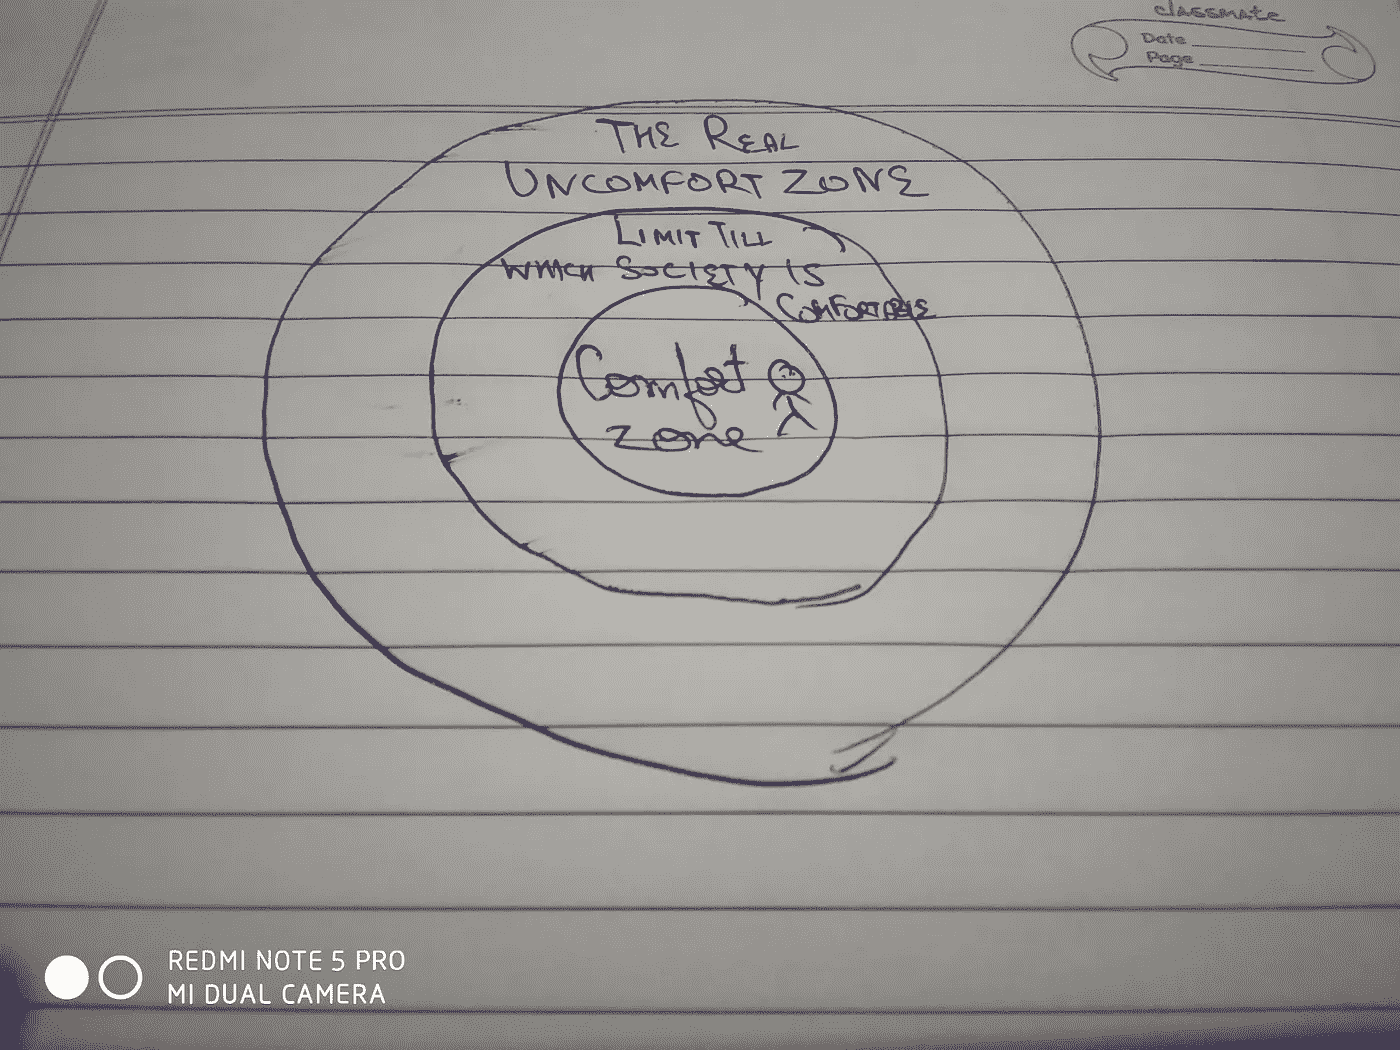 classmate
Date
Page
THE REAL
UNCOMFORT ZONE
LIMIT TILL
WHICH SOCIETY IS
COMFORTABLE
Comfort
zone
REDMI NOTE 5 PRO
MI DUAL CAMERA